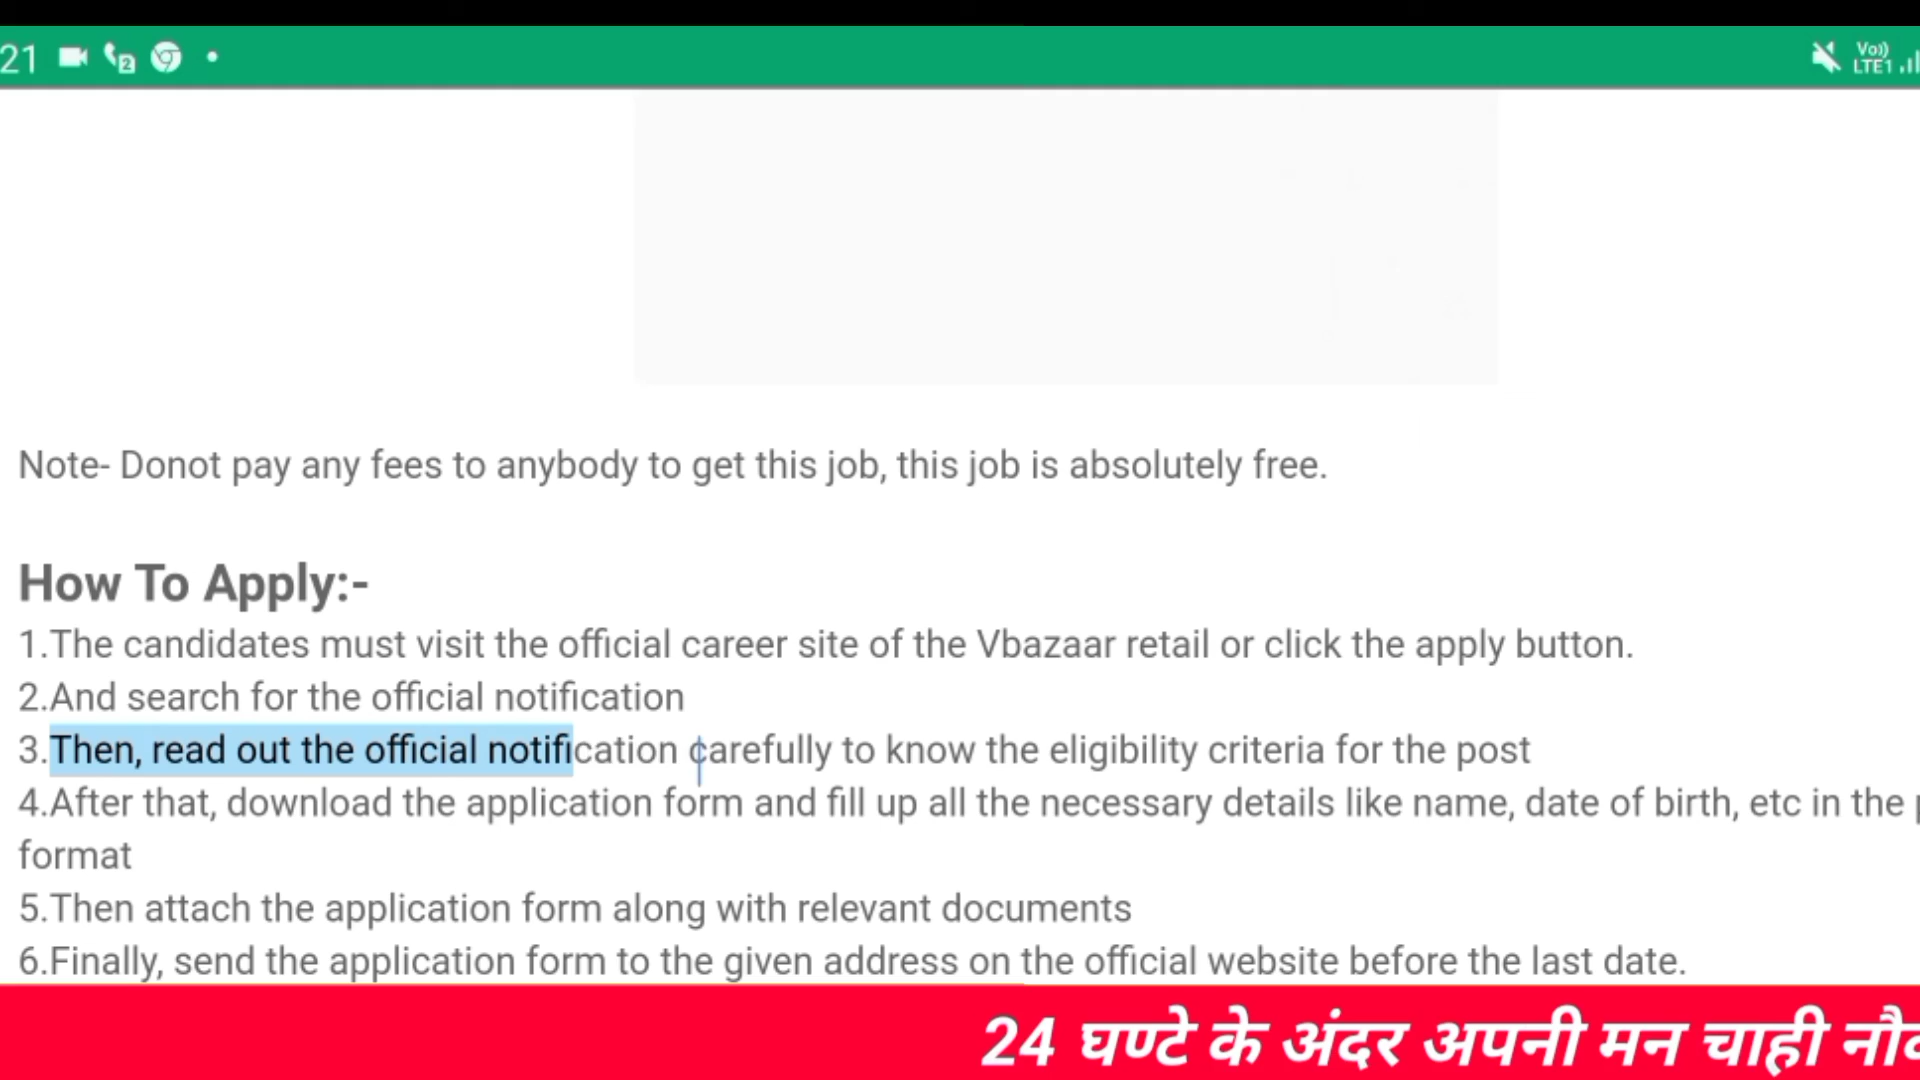 21
Vo))
LTE1
Note- Donot pay any fees to anybody to get this job, this job is absolutely free.
How To Apply:-
1.The candidates must visit the official career site of the Vbazaar retail or click the apply button.
2.And search for the official notification
3.Then, read out the official notification carefully to know the eligibility criteria for the post
4.After that, download the application form and fill up all the necessary details like name, date of birth, etc in the
format
5.Then attach the application form along with relevant documents
6.Finally, send the application form to the given address on the official website before the last date.
24 घण्टे के अंदर अपनी मन चाही